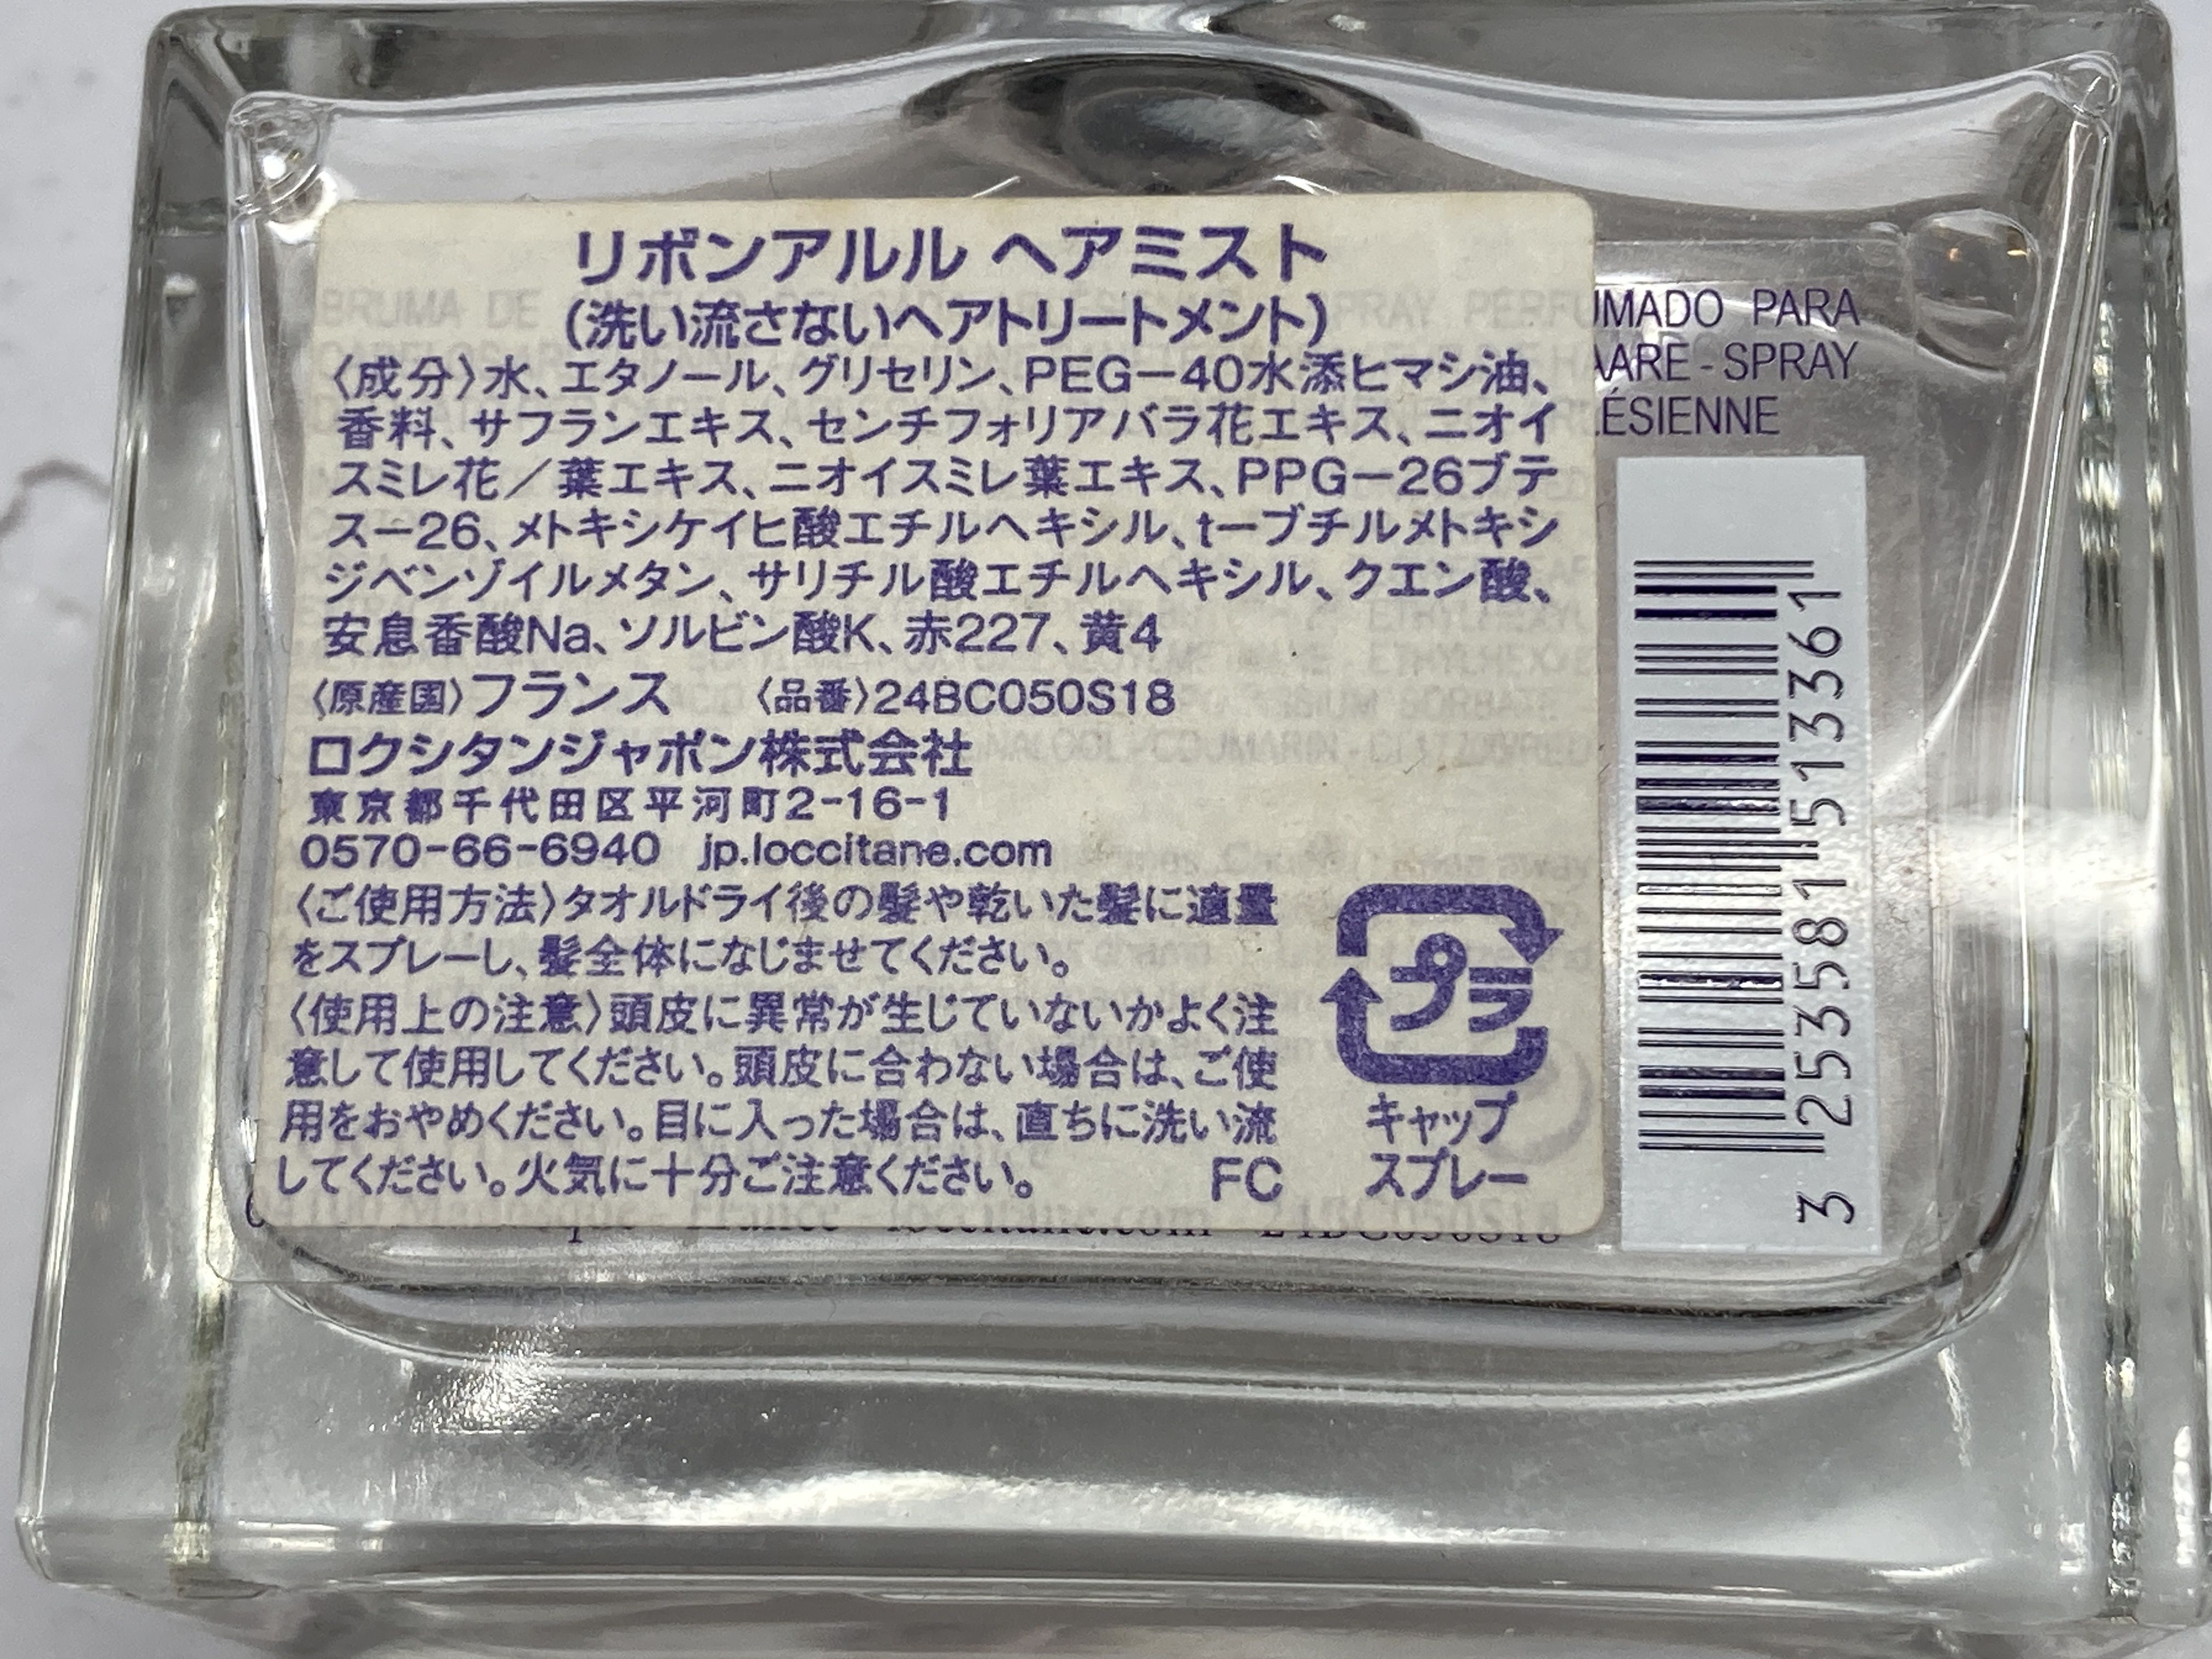 リボンアルル ヘアミスト
(洗い流さないヘアトリートメント)
〈成分〉水、エタノール、グリセリン、PEG－40水添ヒマシ油、
香料、サフランエキス、センチフォリアバラ花エキス、ニオイ
スミレ花／葉エキス、ニオイスミレ葉エキス、PPG－26ブテ
スー26、メトキシケイヒ酸エチルヘキシル、t－ブチルメトキシ
ジベンゾイルメタン、サリチル酸エチルヘキシル、クエン酸、
安息香酸Na、ソルビン酸K、赤227、黄4
〈原産国〉フランス 〈品番〉24BC050S18
ロクシタンジャポン株式会社
東京都千代田区平河町2-16-1
0570-66-6940 jp.loccitane.com
〈ご使用方法〉タオルドライ後の髪や乾いた髪に適量
をスプレーし、髪全体になじませてください。
〈使用上の注意〉頭皮に異常が生じていないかよく注
意して使用してください。頭皮に合わない場合は、ご使
用をおやめください。目に入った場合は、直ちに洗い流
してください。火気に十分ご注意ください。 FC
プラ
キャップ
スプレー
UMADO PARA
AARE - SPRAY
LÉSIENNE
3 253581 513361